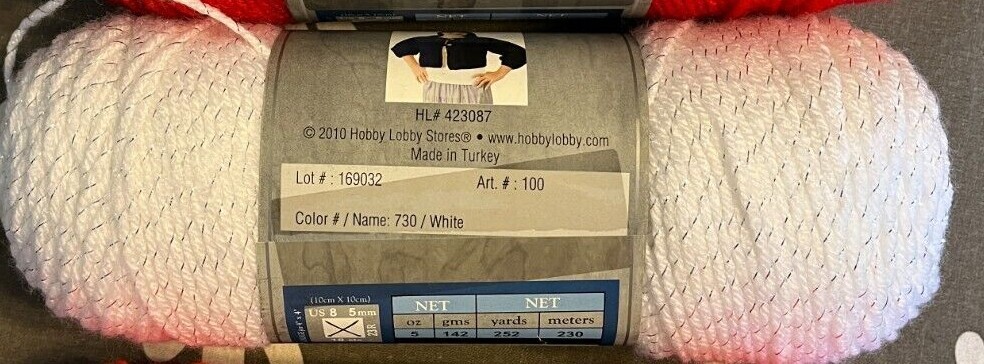 HL# 423087
© 2010 Hobby Lobby Stores® • www.hobbylobby.com
Made in Turkey
Lot # : 169032 Art. # : 100
Color # / Name: 730 / White
(10cm X 10cm)
US 8 5mm
23R
NET NET
oz gms yards meters
5 142 252 230